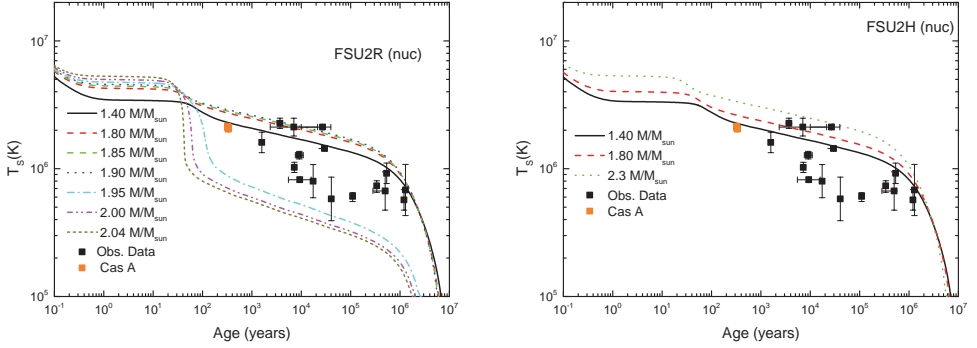 FSU2R (nuc)
10^7
10^6
10^5
T_S(K)
1.40 M/M_sun
1.80 M/M_sun
1.85 M/M_sun
1.90 M/M_sun
1.95 M/M_sun
2.00 M/M_sun
2.04 M/M_sun
Obs. Data
Cas A
10^-1 10^0 10^1 10^2 10^3 10^4 10^5 10^6 10^7
Age (years)
FSU2H (nuc)
10^7
10^6
10^5
T_S(K)
1.40 M/M_sun
1.80 M/M_sun
2.3 M/M_sun
Obs. Data
Cas A
10^-1 10^0 10^1 10^2 10^3 10^4 10^5 10^6 10^7
Age (years)